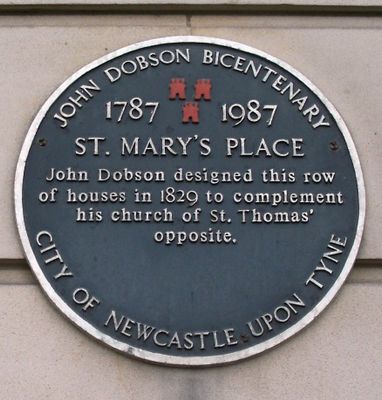 JOHN DOBSON BICENTENARY
1787 1987
ST. MARY'S PLACE
John Dobson designed this row
of houses in 1829 to complement
his church of St. Thomas'
opposite.
CITY OF NEWCASTLE UPON TYNE